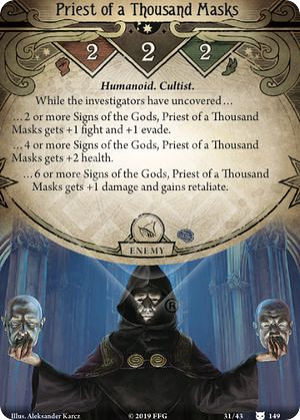 Priest of a Thousand Masks
2 2 2
Humanoid. Cultist.
While the investigators have uncovered…
…2 or more Signs of the Gods, Priest of a Thousand
Masks gets +1 fight and +1 evade.
…4 or more Signs of the Gods, Priest of a Thousand
Masks gets +2 health.
…6 or more Signs of the Gods, Priest of a Thousand
Masks gets +1 damage and gains retaliate.
ENEMY
®
Illus. Aleksander Karcz © 2019 FFG 31/43 149